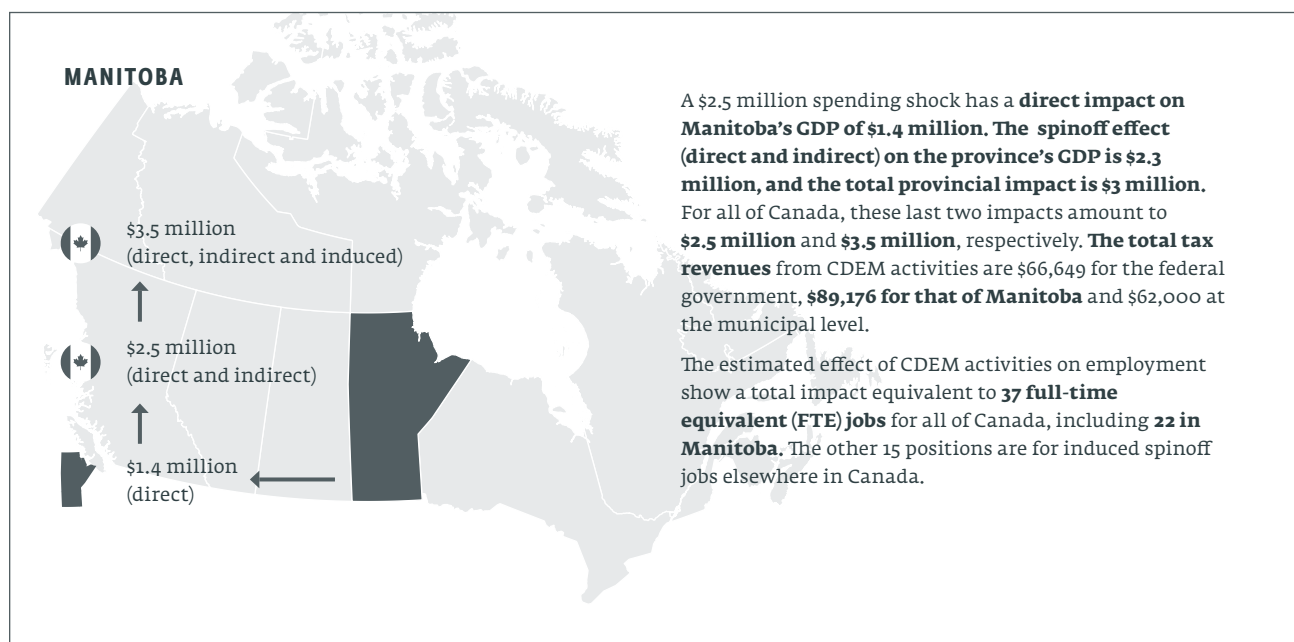 MANITOBA
$3.5 million
(direct, indirect and induced)
$2.5 million
(direct and indirect)
$1.4 million
(direct)
A $2.5 million spending shock has a direct impact on
Manitoba's GDP of $1.4 million. The spinoff effect
(direct and indirect) on the province's GDP is $2.3
million, and the total provincial impact is $3 million.
For all of Canada, these last two impacts amount to
$2.5 million and $3.5 million, respectively. The total tax
revenues from CDEM activities are $66,649 for the federal
government, $89,176 for that of Manitoba and $62,000 at
the municipal level.
The estimated effect of CDEM activities on employment
show a total impact equivalent to 37 full-time
equivalent (FTE) jobs for all of Canada, including 22 in
Manitoba. The other 15 positions are for induced spinoff
jobs elsewhere in Canada.